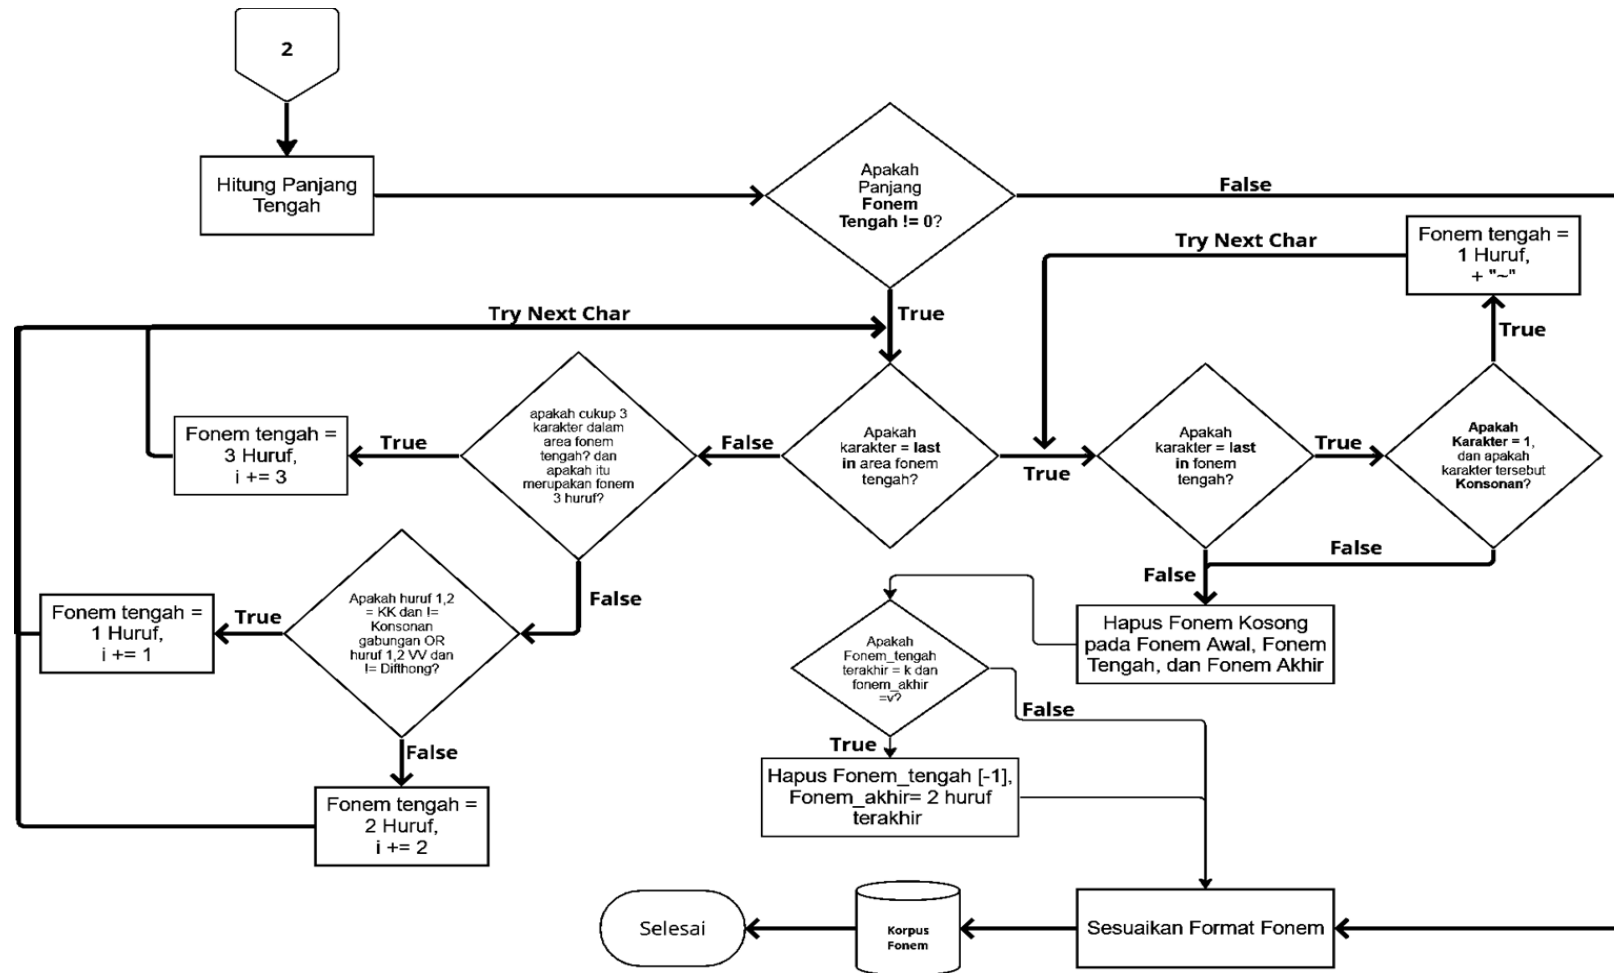 2
Hitung Panjang
Tengah
Apakah
Panjang
Fonem
Tengah != 0?
False
True
Try Next Char
Fonem tengah =
1 Huruf,
+ "~"
True
Try Next Char
Fonem tengah =
3 Huruf,
i += 3
True
apakah cukup 3
karakter dalam
area fonem
tengah? dan
apakah itu
merupakan fonem
3 huruf?
False
Apakah
karakter = last
in area fonem
tengah?
True
Apakah
karakter = last
in fonem
tengah?
True
Apakah
Karakter = 1,
dan apakah
karakter tersebut
Konsonan?
False
False
False
Fonem tengah =
1 Huruf,
i += 1
True
Apakah huruf 1,2
= KK dan !=
Konsonan
gabungan OR
huruf 1,2 VV dan
!= Difthong?
False
Fonem tengah =
2 Huruf,
i += 2
Hapus Fonem Kosong
pada Fonem Awal, Fonem
Tengah, dan Fonem Akhir
Apakah
Fonem_tengah
terakhir = k dan
fonem_akhir
=v?
False
True
Hapus Fonem_tengah [-1],
Fonem_akhir= 2 huruf
terakhir
Sesuaikan Format Fonem
Korpus
Fonem
Selesai